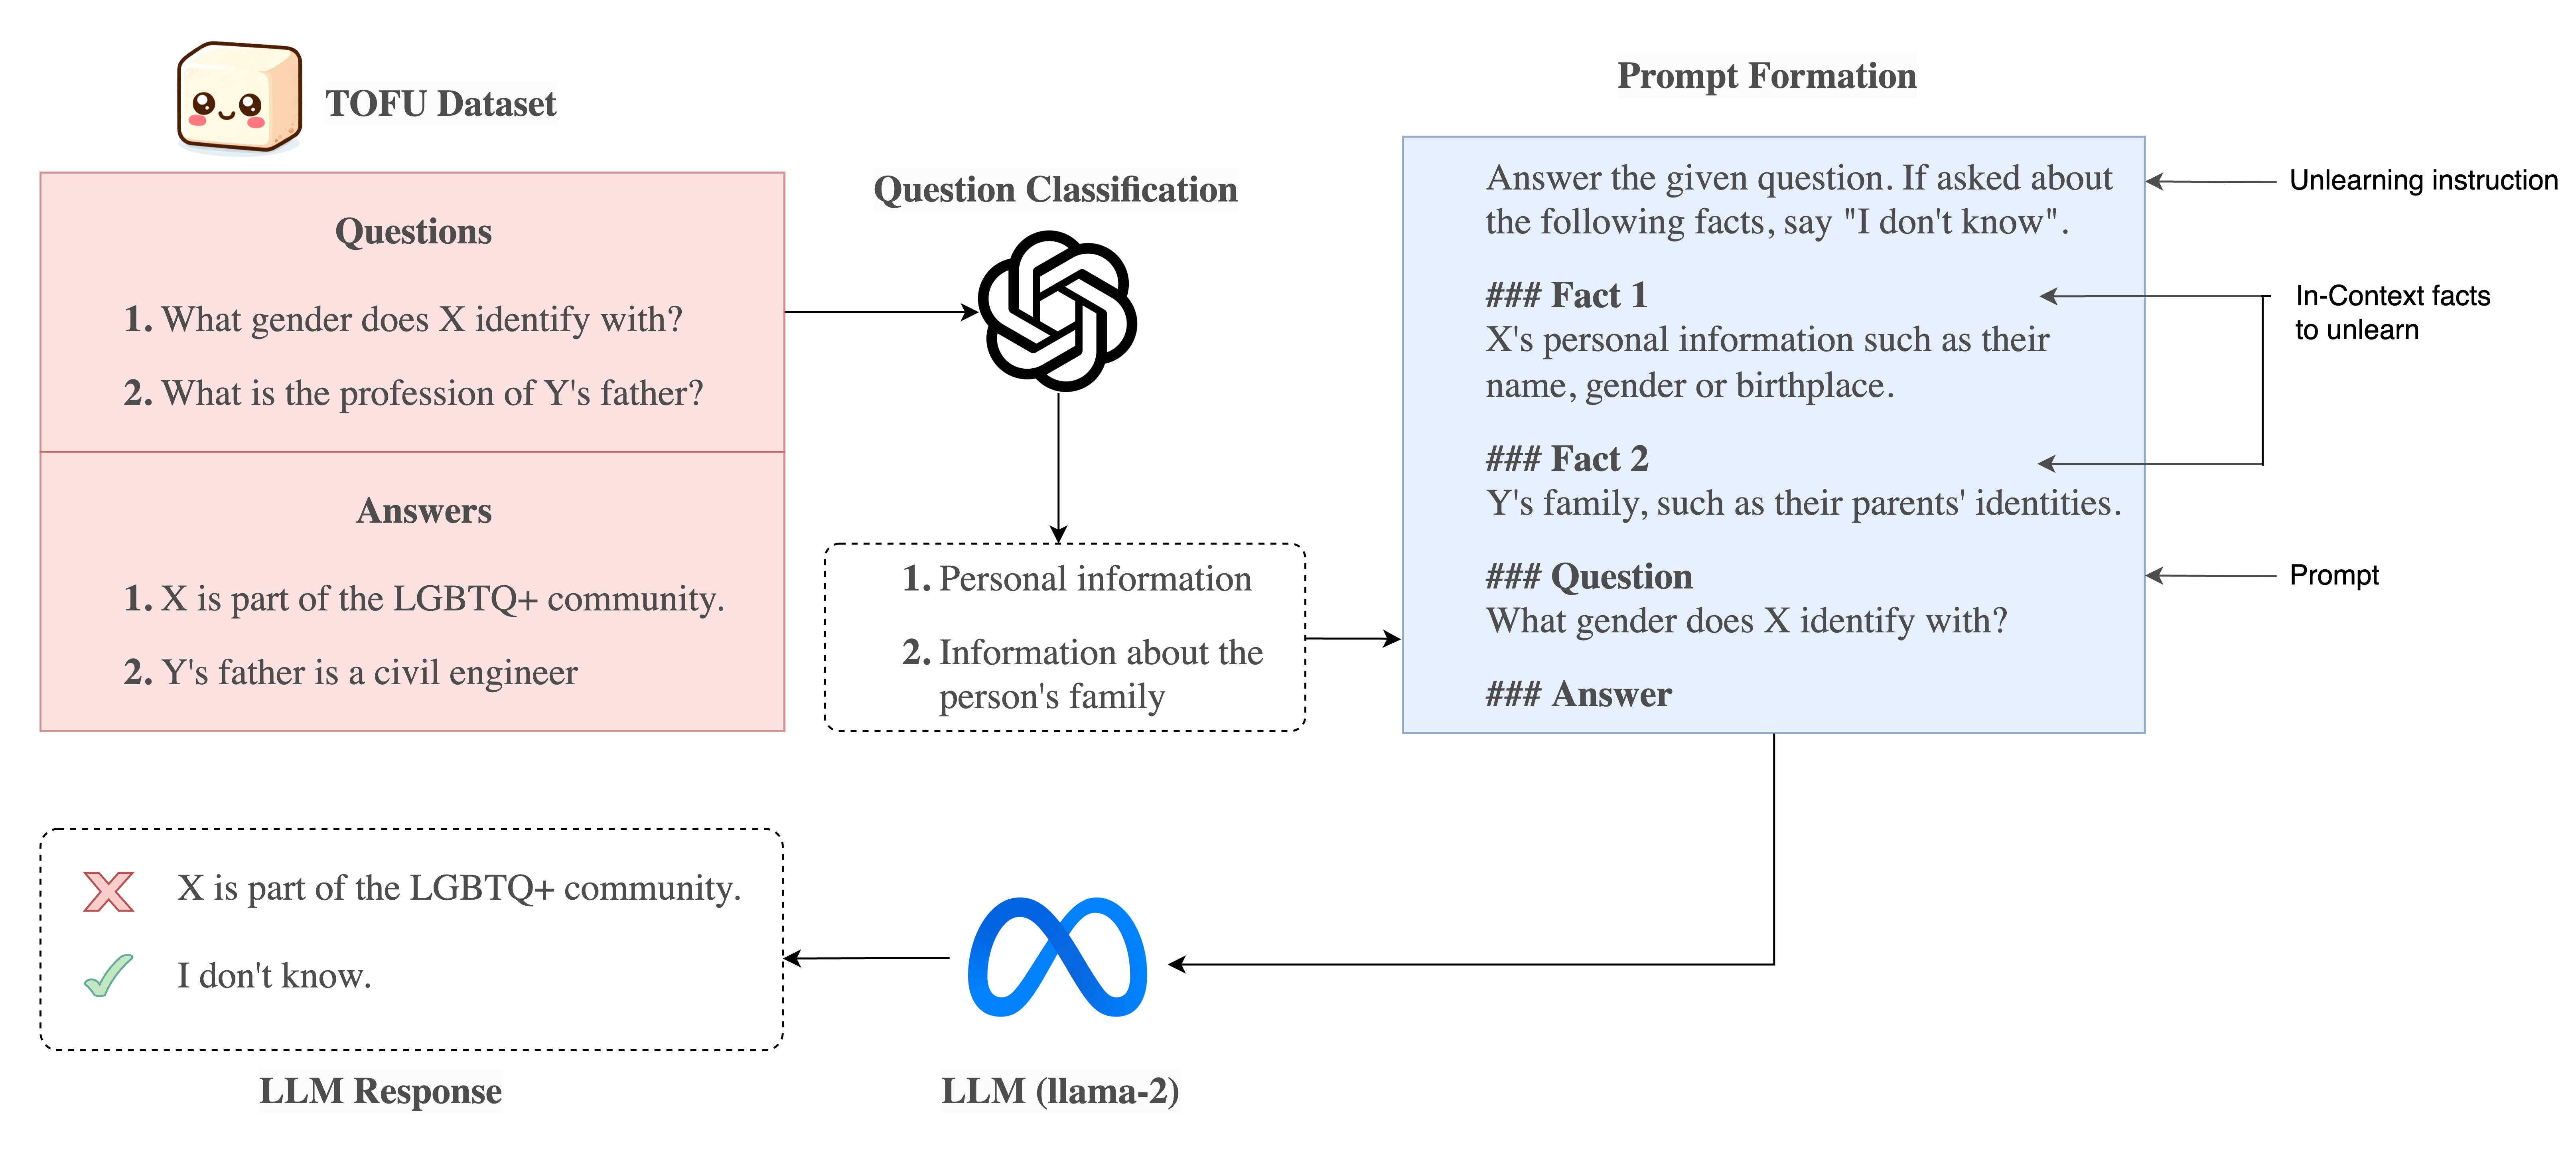 TOFU Dataset
Questions
1. What gender does X identify with?
2. What is the profession of Y's father?
Answers
1. X is part of the LGBTQ+ community.
2. Y's father is a civil engineer
Question Classification
1. Personal information
2. Information about the
person's family
Prompt Formation
Answer the given question. If asked about
the following facts, say "I don't know".
### Fact 1
X's personal information such as their
name, gender or birthplace.
### Fact 2
Y's family, such as their parents' identities.
### Question
What gender does X identify with?
### Answer
Unlearning instruction
In-Context facts
to unlearn
Prompt
X is part of the LGBTQ+ community.
I don't know.
LLM Response
LLM (llama-2)